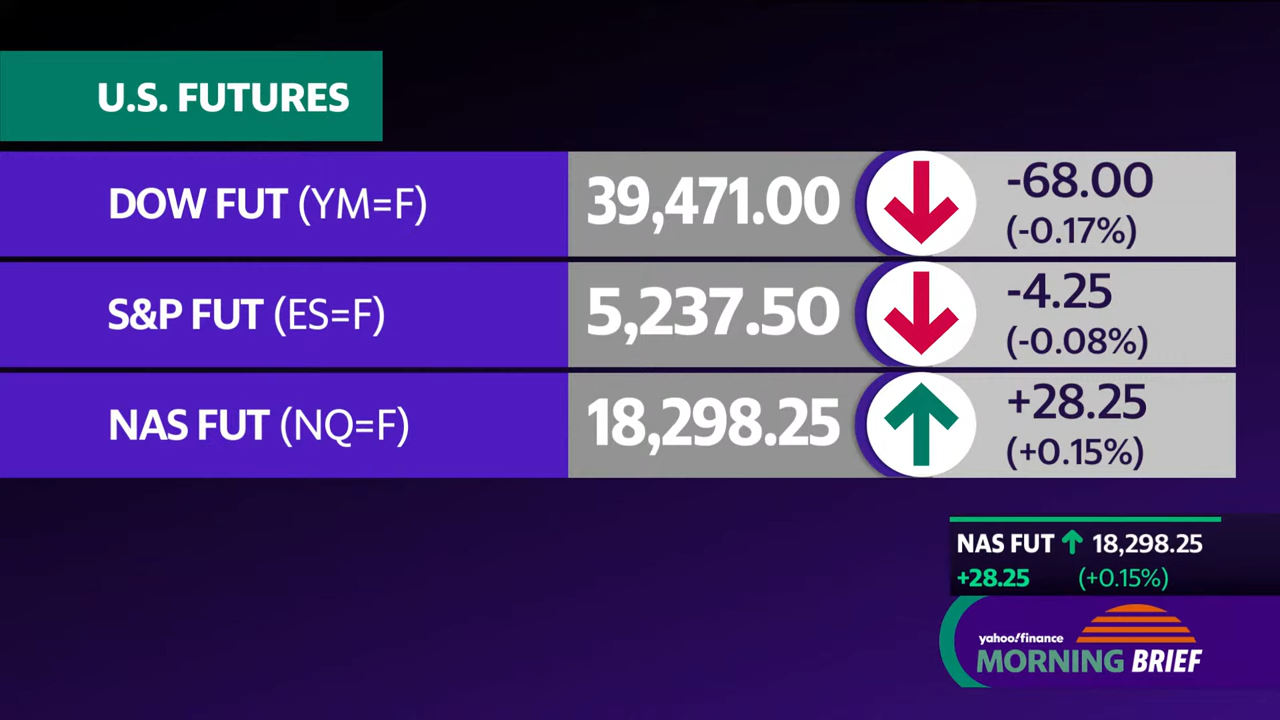 U.S. FUTURES
DOW FUT (YM=F) 39,471.00 -68.00
(-0.17%)
S&P FUT (ES=F) 5,237.50 -4.25
(-0.08%)
NAS FUT (NQ=F) 18,298.25 +28.25
(+0.15%)
NAS FUT 18,298.25
+28.25 (+0.15%)
yahoo!finance
MORNING BRIEF